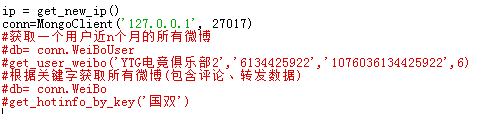 ip = get_new_ip()
conn=MongoClient('127.0.0.1', 27017)
#获取一个用户近n个月的所有微博
#db= conn.WeiBoUser
#get_user_weibo('YTG电竞俱乐部2','6134425922','1076036134425922',6)
#根据关键字获取所有微博(包含评论、转发数据)
#db= conn.WeiBo
#get_hotinfo_by_key('国双')